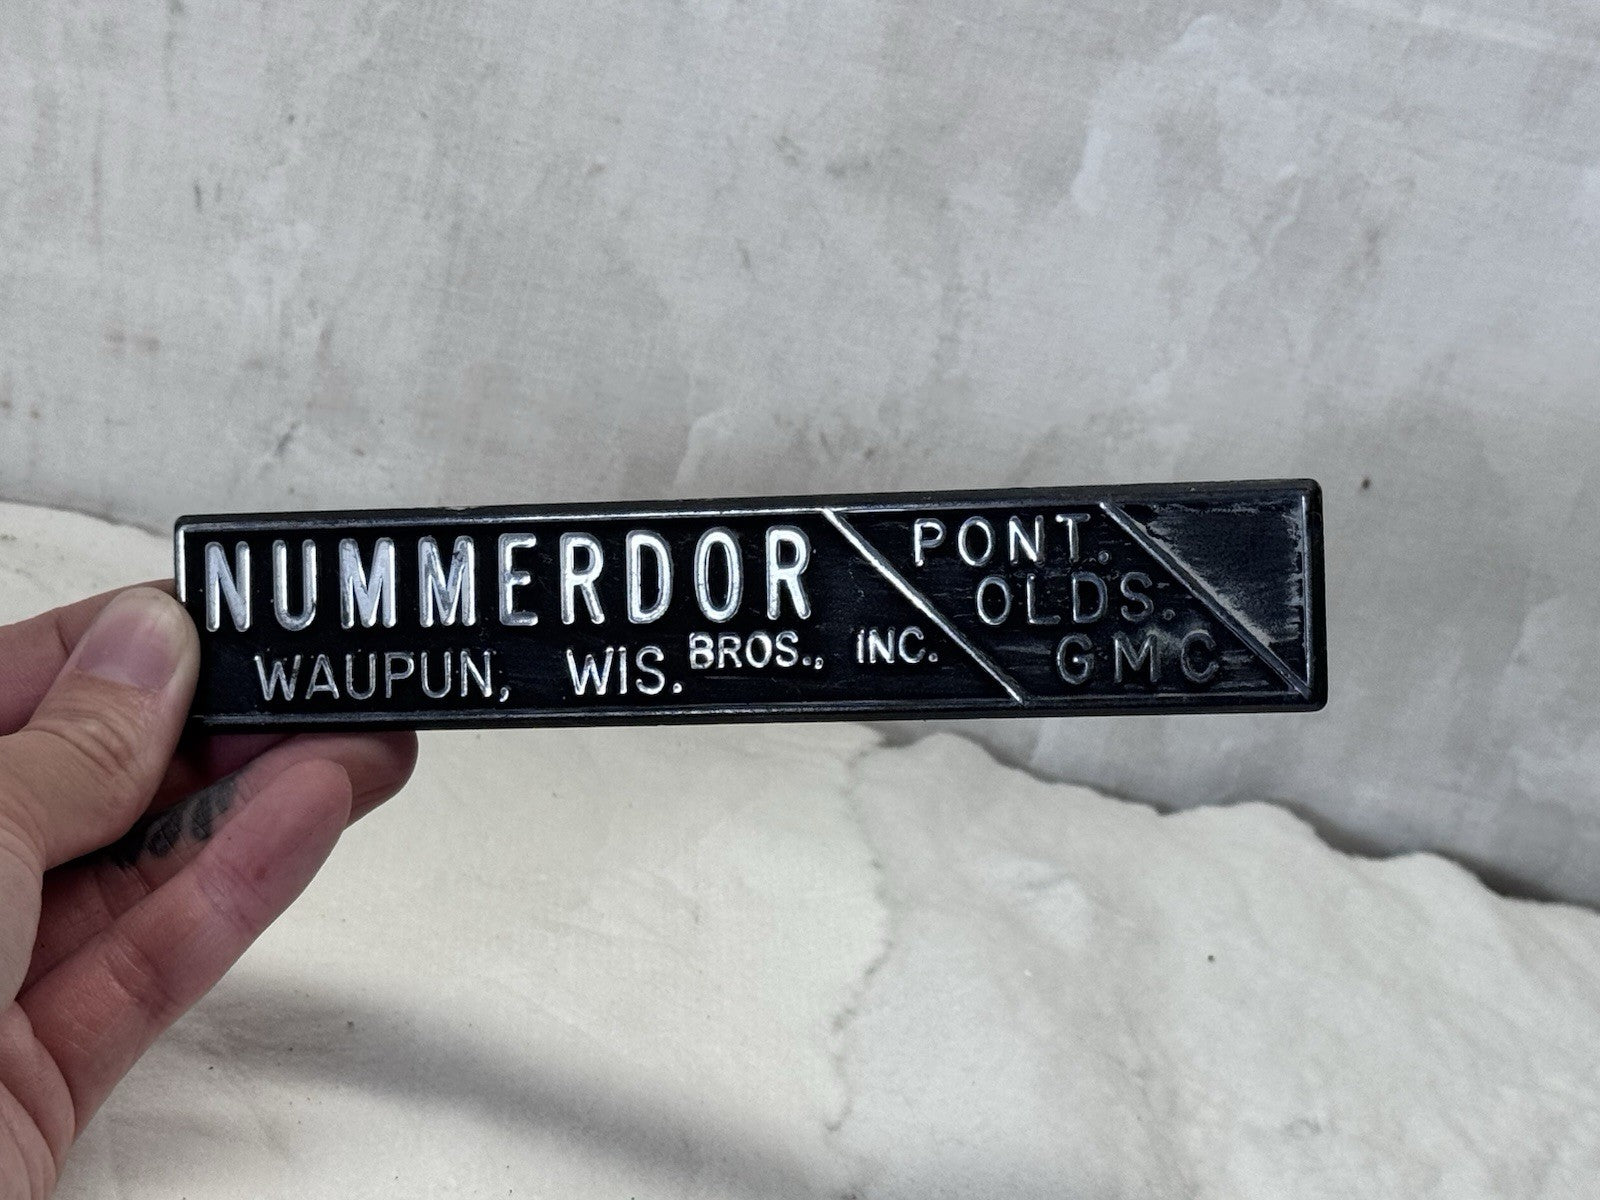 NUMMERDOR
BROS., INC.
WAUPUN, WIS.
PONT.
OLDS.
GMC